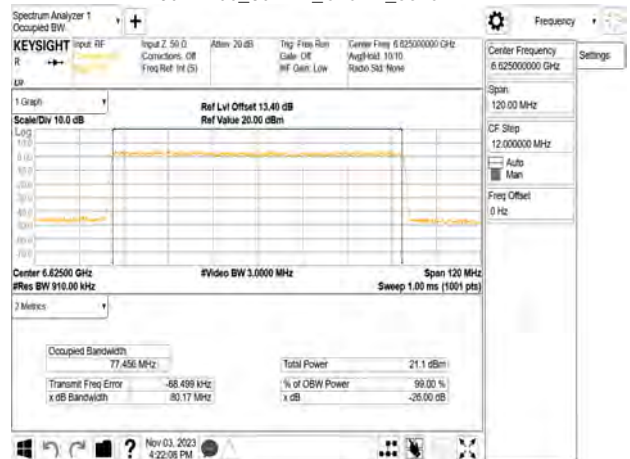 Spectrum Analyzer 1
Occupied BW
Frequency
KEYSIGHT
Input: RF
Input Z: 50 Ω
Corrections: Off
Freq Ref: Int (S)
Atten: 20 dB
Trig: Free Run
Gate: Off
#IF Gain: Low
Center Freq: 6.625000000 GHz
Avg|Hold: 10/10
Radio Std: None
Center Frequency
6.625000000 GHz
Settings
Span
120.00 MHz
CF Step
12.000000 MHz
Auto
Man
Freq Offset
0 Hz
1 Graph
Scale/Div 10.0 dB
Ref Lvl Offset 13.40 dB
Ref Value 20.00 dBm
Log
Center 6.62500 GHz
#Res BW 910.00 kHz
#Video BW 3.0000 MHz
Span 120 MHz
Sweep 1.00 ms (1001 pts)
2 Metrics
Occupied Bandwidth
77.456 MHz
Total Power
21.1 dBm
Transmit Freq Error
-68.499 kHz
% of OBW Power
99.00 %
x dB Bandwidth
80.17 MHz
x dB
-26.00 dB
Nov 03, 2023
4:22:08 PM